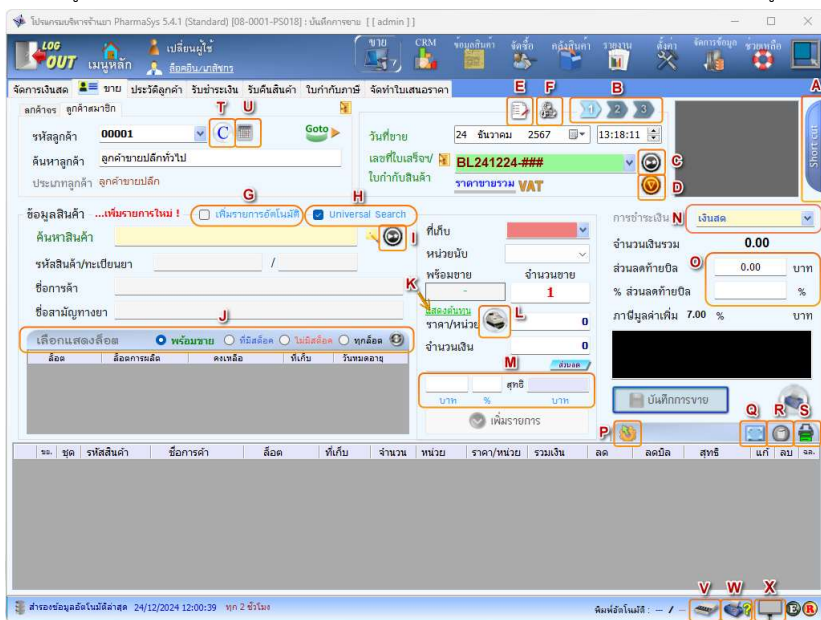 โปรแกรมบริหารร้านยา PharmaSys 5.4.1 (Standard) [08-0001-PS018] : บันทึกการขาย [ [ admin ] ]
LOG OUT
เมนูหลัก
เปลี่ยนผู้ใช้
ล็อคอิน/เภสัชกร
ขาย CRM ข้อมูลสินค้า จัดซื้อ คลังสินค้า รายงาน ตั้งค่า จัดการข้อมูล ช่วยเหลือ
จัดการเงินสด ขาย ประวัติลูกค้า รับชำระเงิน รับคืนสินค้า ใบกำกับภาษี จัดทำใบเสนอราคา
E F B A
ลูกค้าจร ลูกค้าสมาชิก T U
1 2 3
รหัสลูกค้า 00001 C Goto
วันที่ขาย 24 ธันวาคม 2567 13:18:11
Short cut
ค้นหาลูกค้า ลูกค้าขายปลีกทั่วไป
เลขที่ใบเสร็จ/ BL241224-### C
ประเภทลูกค้า ลูกค้าขายปลีก
ใบกำกับสินค้า ราคาขายรวม VAT D
G H
ข้อมูลสินค้า ...เพิ่มรายการใหม่ ! เพิ่มรายการอัตโนมัติ Universal Search
การชำระเงิน N เงินสด
ค้นหาสินค้า I
ที่เก็บ
จำนวนเงินรวม 0.00
หน่วยนับ
รหัสสินค้า/ทะเบียนยา /
พร้อมขาย จำนวนขาย
ส่วนลดท้ายบิล O 0.00 บาท
ชื่อการค้า
K - 1
% ส่วนลดท้ายบิล %
ชื่อสามัญทางยา J
แสดงต้นทุน L
ราคา/หน่วย 0
ภาษีมูลค่าเพิ่ม 7.00 % บาท
เลือกแสดงล็อต พร้อมขาย ที่มีสต็อค ไม่มีสต็อค ทุกล็อต
จำนวนเงิน 0
ล็อต ล็อตการผลิต คงเหลือ ที่เก็บ วันหมดอายุ
M ส่วนลด
สุทธิ
บาท % บาท
บันทึกการขาย
Q R S
เพิ่มรายการ
P
ชุด รหัสสินค้า ชื่อการค้า ล็อต ที่เก็บ จำนวน หน่วย ราคา/หน่วย รวมเงิน ลด ลดบิล สุทธิ แก้ ลบ
V W X
สำรองข้อมูลอัตโนมัติล่าสุด 24/12/2024 12:00:39 ทุก 2 ชั่วโมง
พิมพ์อัตโนมัติ : -- / -- E R